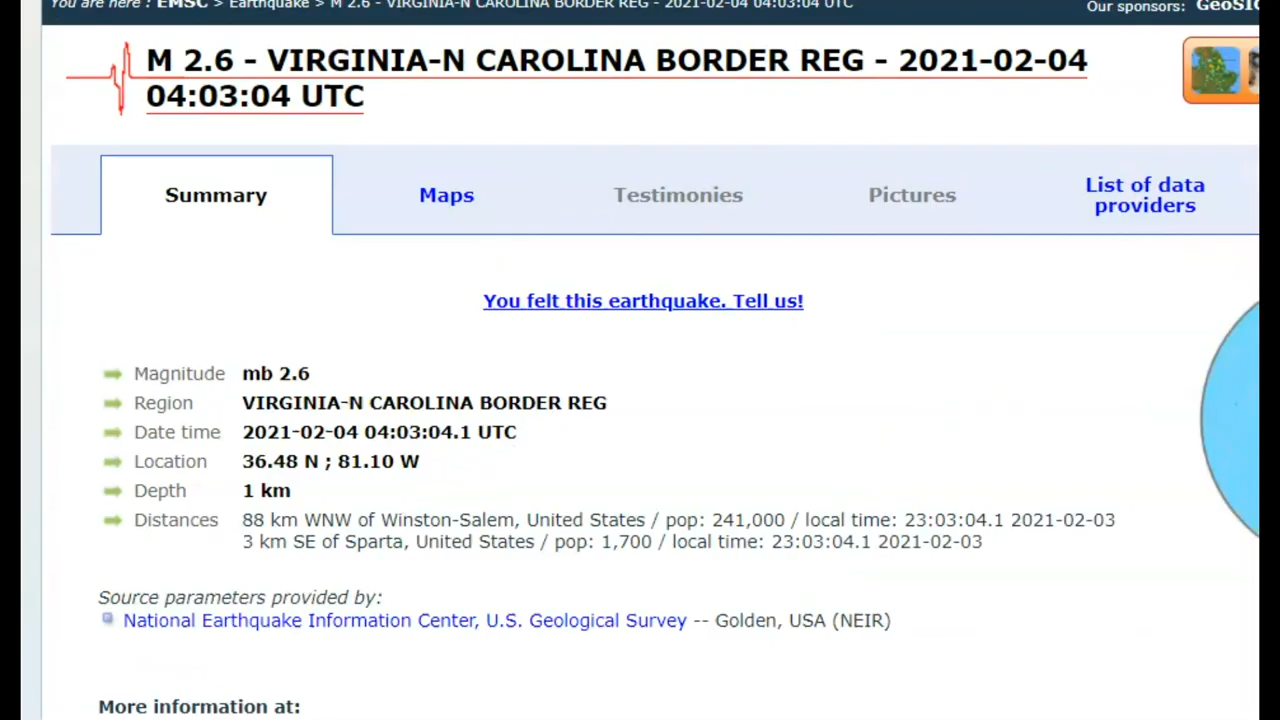 You are here : EMSC > Earthquake > M 2.6 - VIRGINIA-N CAROLINA BORDER REG - 2021-02-04 04:03:04 UTC
Our sponsors:
M 2.6 - VIRGINIA-N CAROLINA BORDER REG - 2021-02-04
04:03:04 UTC
Summary
Maps
Testimonies
Pictures
List of data
providers
You felt this earthquake. Tell us!
Magnitude mb 2.6
Region VIRGINIA-N CAROLINA BORDER REG
Date time 2021-02-04 04:03:04.1 UTC
Location 36.48 N ; 81.10 W
Depth 1 km
Distances 88 km WNW of Winston-Salem, United States / pop: 241,000 / local time: 23:03:04.1 2021-02-03
3 km SE of Sparta, United States / pop: 1,700 / local time: 23:03:04.1 2021-02-03
Source parameters provided by:
National Earthquake Information Center, U.S. Geological Survey -- Golden, USA (NEIR)
More information at: